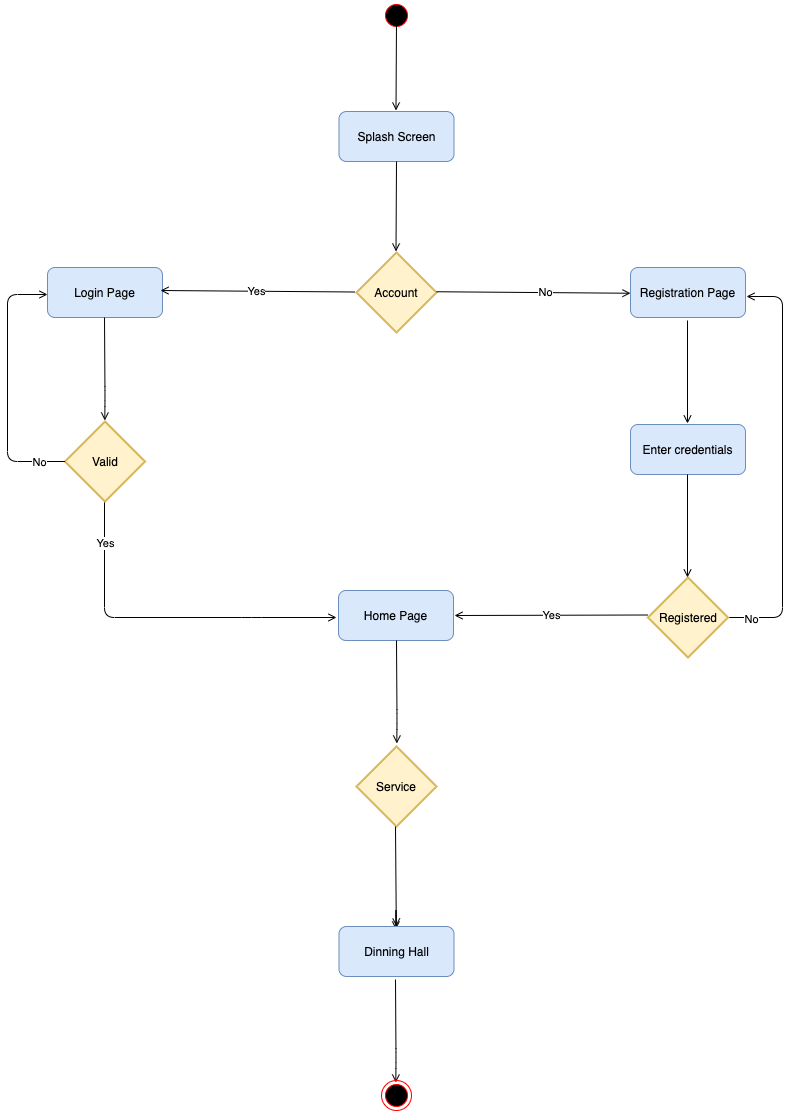 Splash Screen
Login Page
Yes
Account
No
Registration Page
No
Valid
Enter credentials
Yes
Home Page
Yes
Registered
No
Service
Dinning Hall